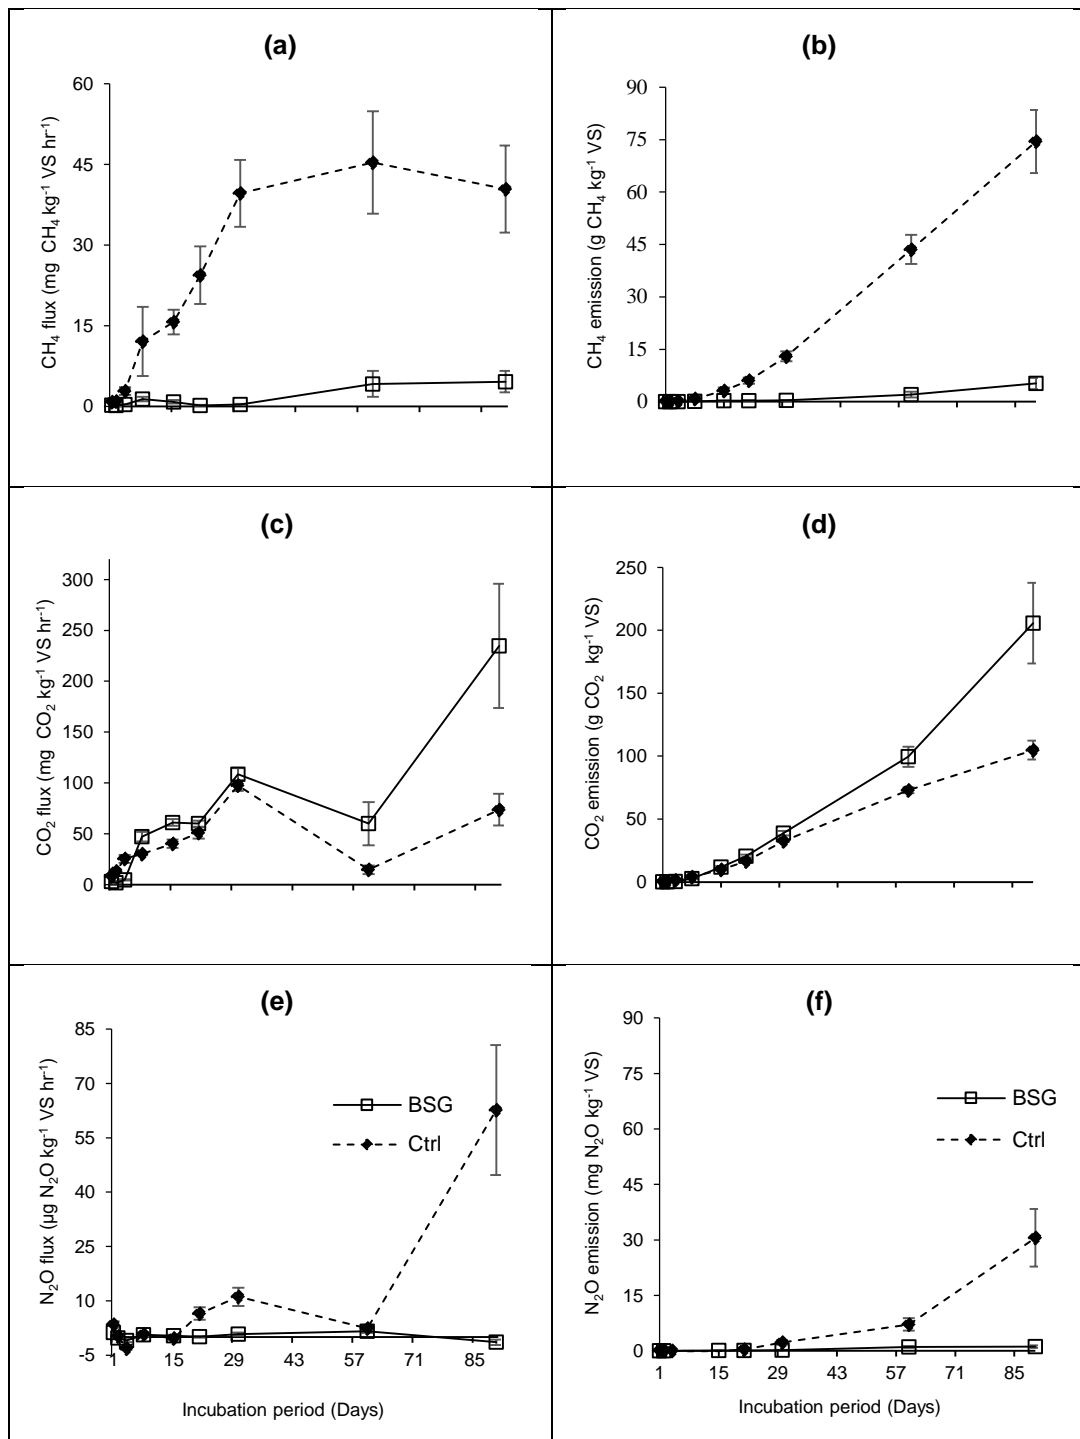 (a)
CH₄ flux (mg CH₄ kg⁻¹ VS hr⁻¹)
60
45
30
15
0
(b)
CH₄ emission (g CH₄ kg⁻¹ VS)
90
75
60
45
30
15
0
(c)
CO₂ flux (mg CO₂ kg⁻¹ VS hr⁻¹)
300
250
200
150
100
50
0
(d)
CO₂ emission (g CO₂ kg⁻¹ VS)
250
200
150
100
50
0
(e)
N₂O flux (µg N₂O kg⁻¹ VS hr⁻¹)
85
70
55
40
25
10
-5
BSG
Ctrl
1 15 29 43 57 71 85
Incubation period (Days)
(f)
N₂O emission (mg N₂O kg⁻¹ VS)
90
75
60
45
30
15
0
BSG
Ctrl
1 15 29 43 57 71 85
Incubation period (Days)